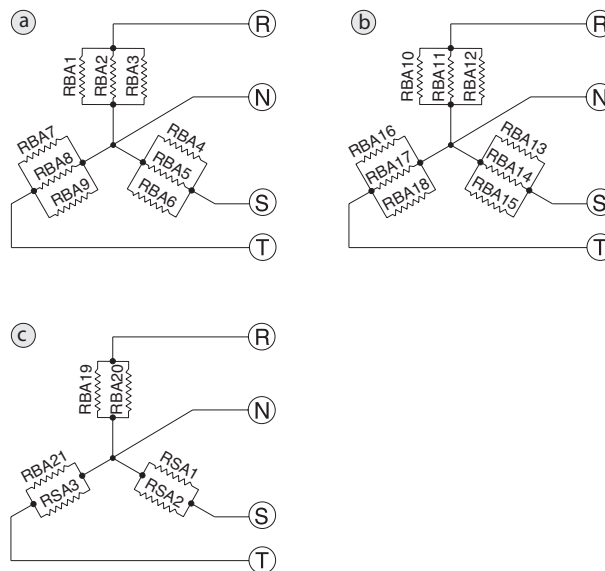 a
R
RBA1
RBA2
RBA3
N
RBA7
RBA8
RBA9
RBA4
RBA5
RBA6
S
T
b
R
RBA10
RBA11
RBA12
N
RBA16
RBA17
RBA18
RBA13
RBA14
RBA15
S
T
c
R
RBA19
RBA20
N
RBA21
RSA3
RSA1
RSA2
S
T